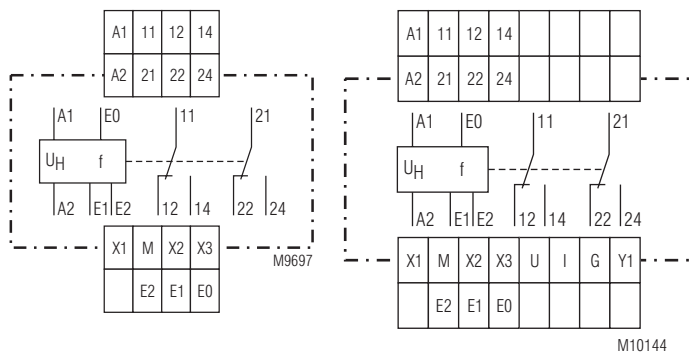 A1 11 12 14
A2 21 22 24
A1 E0 11 21
UH f
A2 E1 E2 12 14 22 24
X1 M X2 X3
E2 E1 E0
M9697
A1 11 12 14
A2 21 22 24
A1 E0 11 21
UH f
A2 E1 E2 12 14 22 24
X1 M X2 X3 U I G Y1
E2 E1 E0
M10144